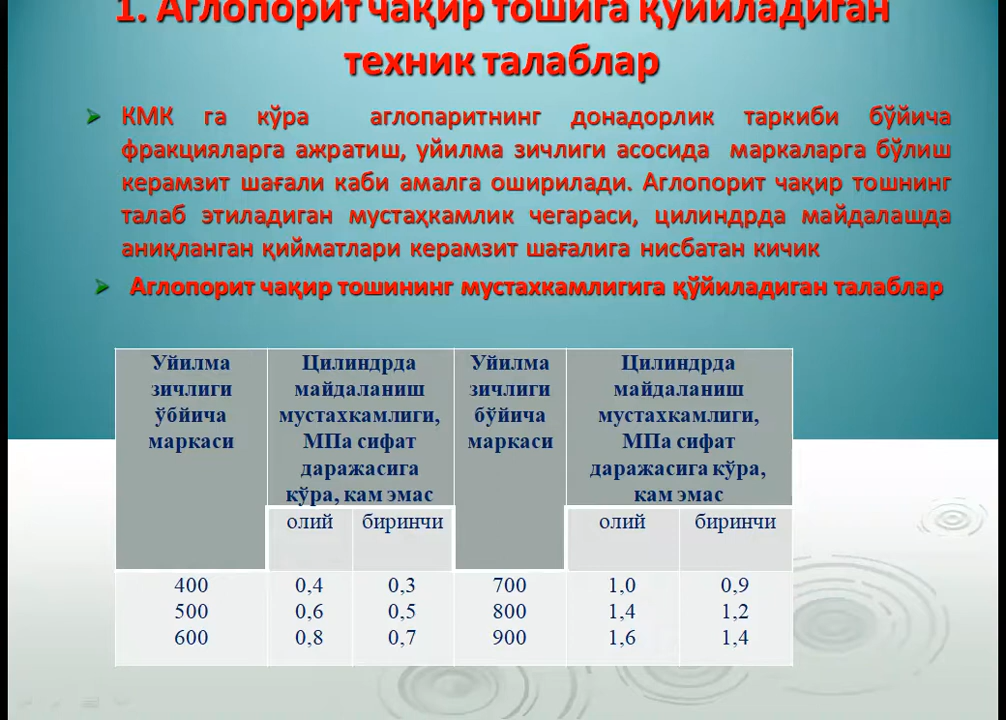 1. Аглопорит чақир тошига қўйиладиган
техник талаблар
КМК га кўра аглопаритнинг донадорлик таркиби бўйича
фракцияларга ажратиш, уйилма зичлиги асосида маркаларга бўлиш
керамзит шағали каби амалга оширилади. Аглопорит чақир тошнинг
талаб этиладиган мустаҳкамлик чегараси, цилиндрда майдалашда
аниқланган қийматлари керамзит шағалига нисбатан кичик
Аглопорит чақир тошининг мустахкамлигига қўйиладиган талаблар
Уйилма
зичлиги
ўбйича
маркаси
Цилиндрда
майдаланиш
мустахкамлиги,
МПа сифат
даражасига
кўра, кам эмас
Уйилма
зичлиги
бўйича
маркаси
Цилиндрда
майдаланиш
мустахкамлиги,
МПа сифат
даражасига кўра,
кам эмас
олий биринчи олий биринчи
400 0,4 0,3 700 1,0 0,9
500 0,6 0,5 800 1,4 1,2
600 0,8 0,7 900 1,6 1,4